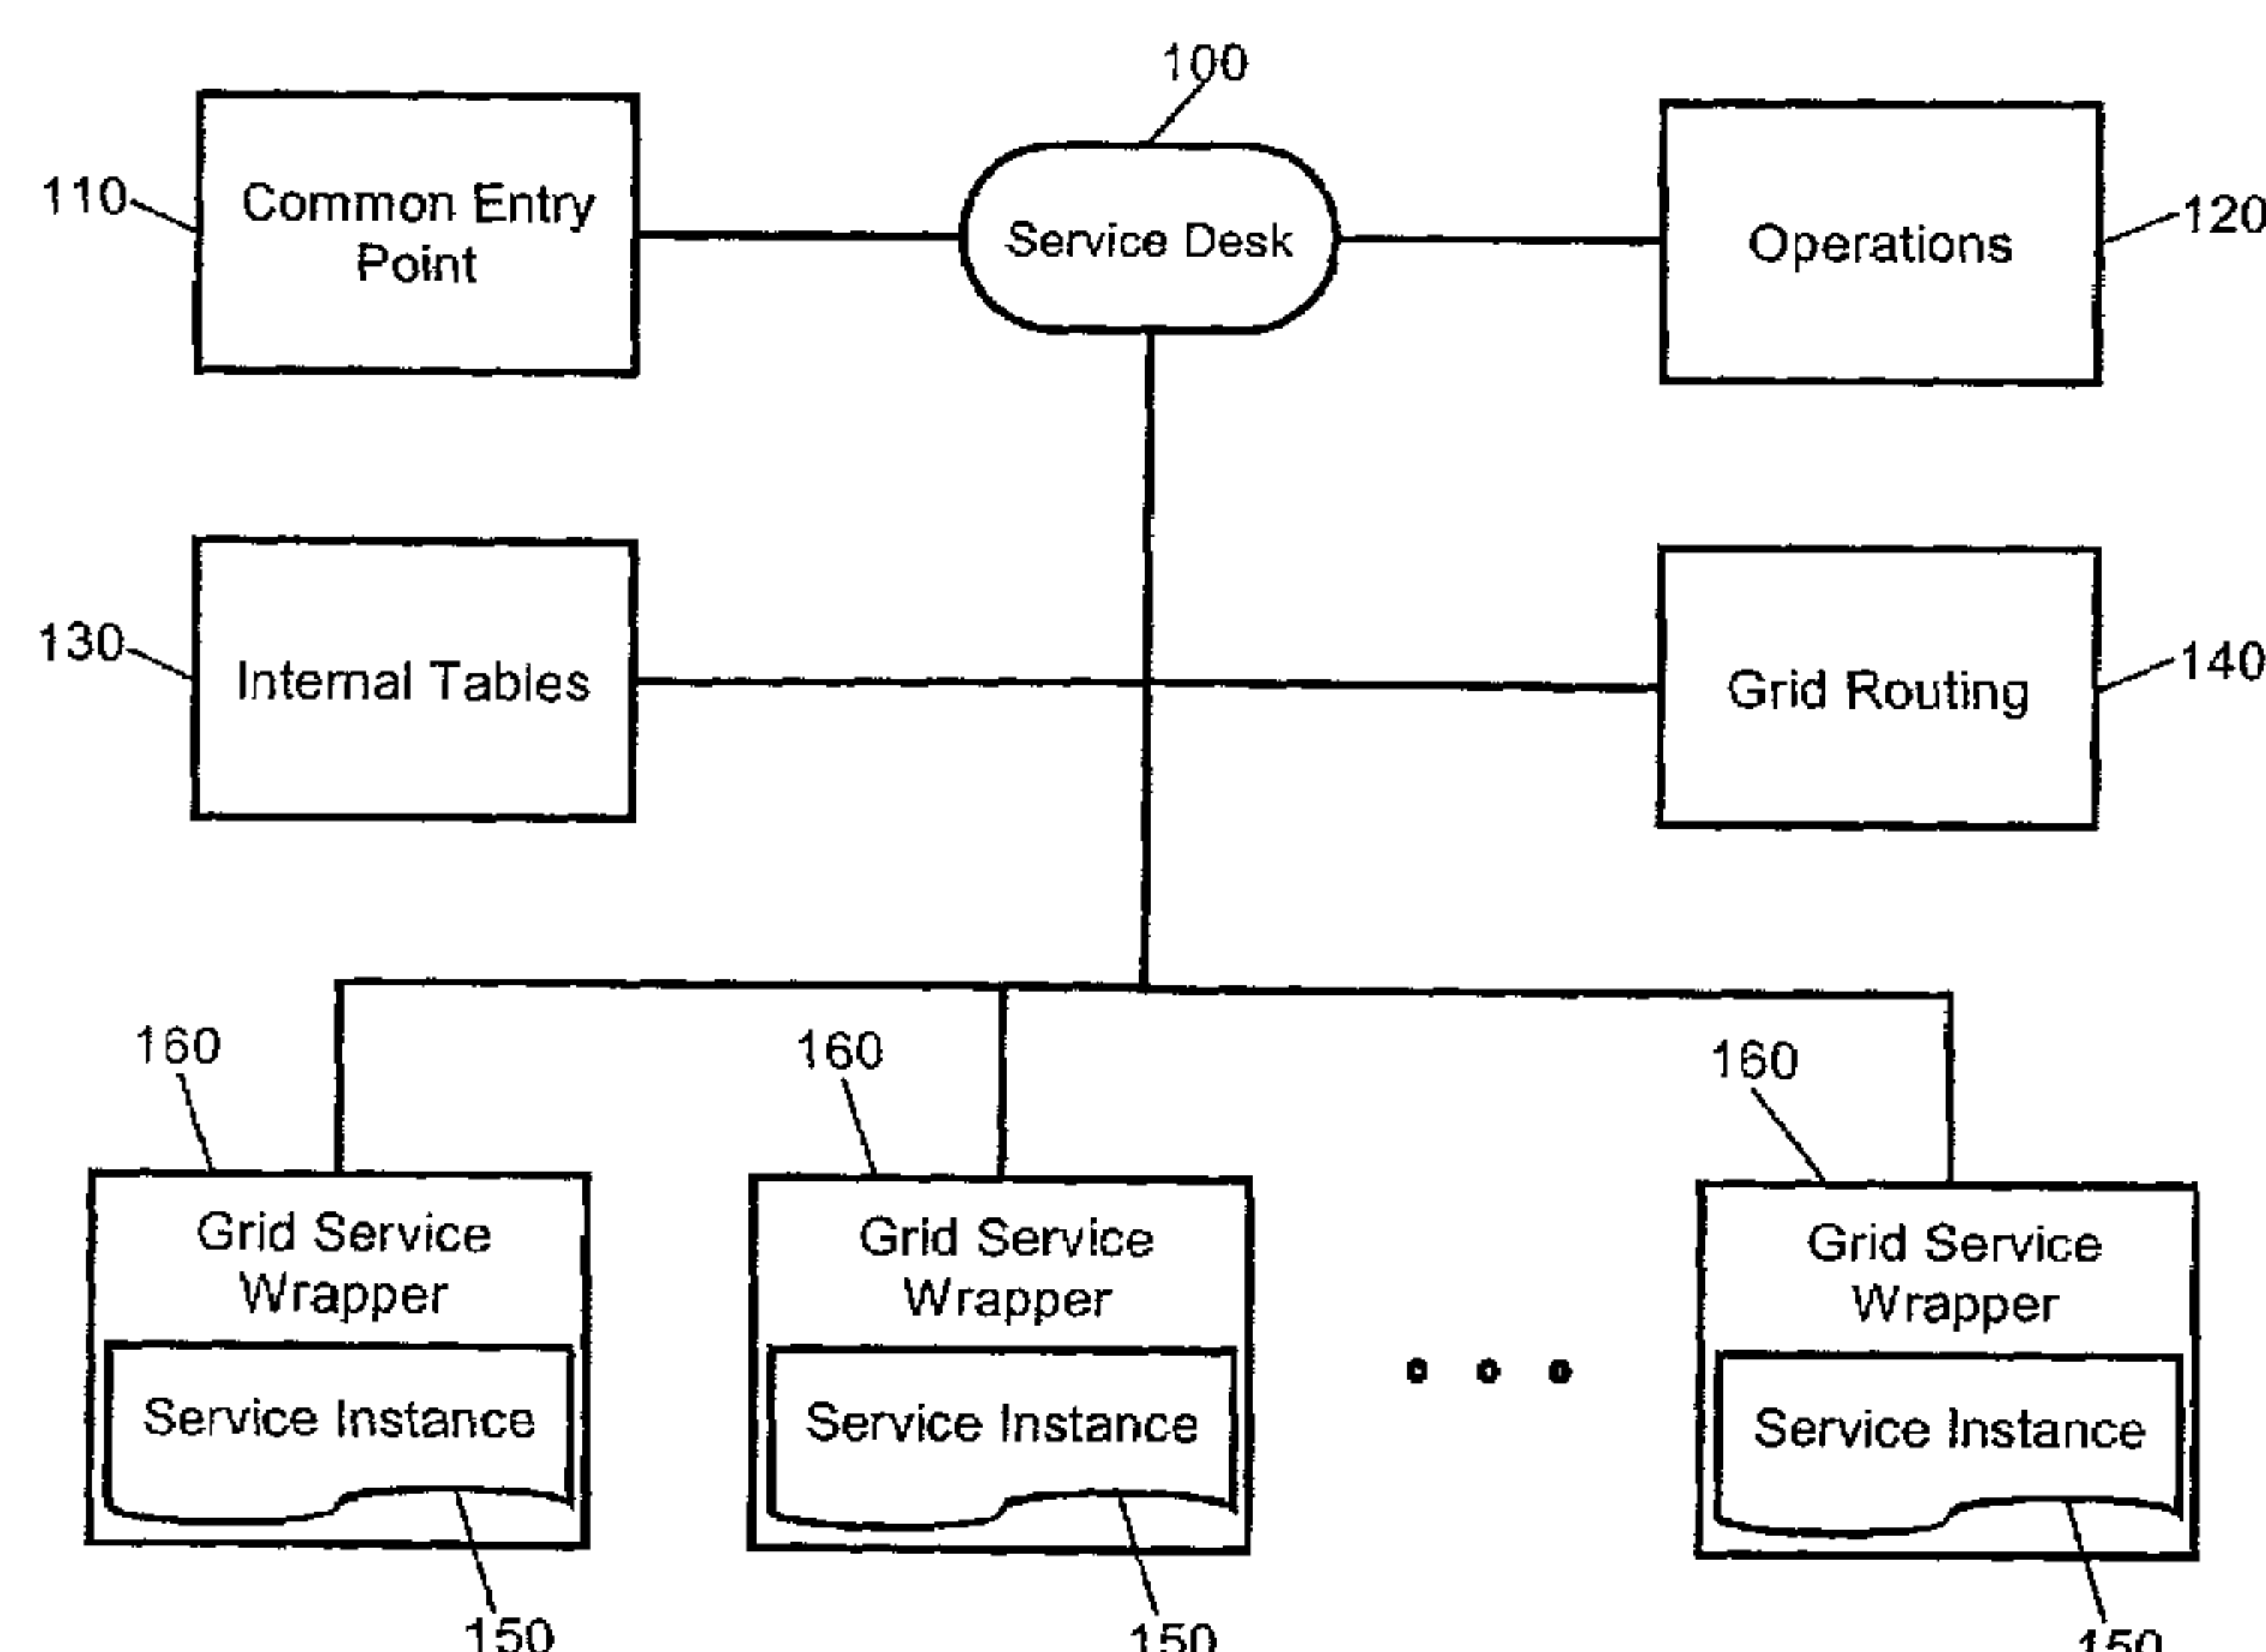 100
110
Common Entry
Point
Service Desk
Operations
120
130
Internal Tables
Grid Routing
140
160
160
160
Grid Service
Wrapper
Grid Service
Wrapper
Grid Service
Wrapper
Service Instance
Service Instance
Service Instance
150
150
150